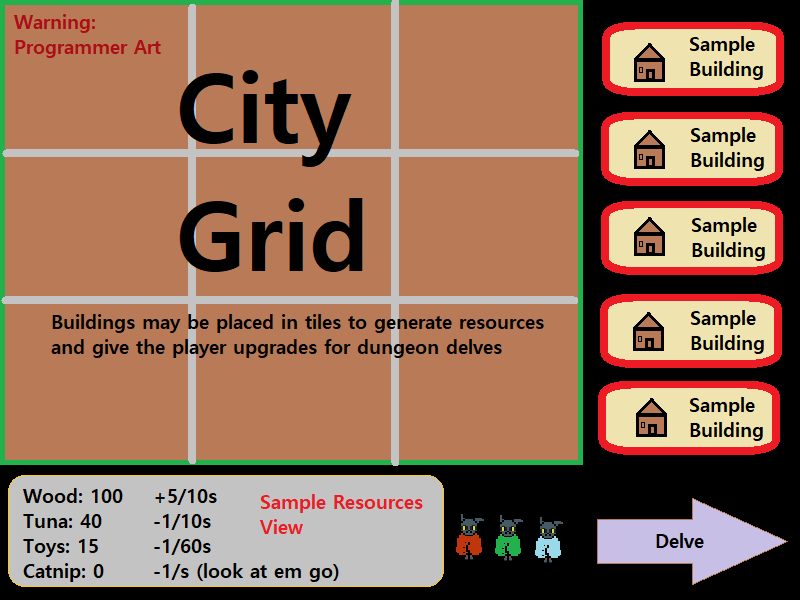 Warning:
Programmer Art
City
Grid
Buildings may be placed in tiles to generate resources
and give the player upgrades for dungeon delves
Sample
Building
Sample
Building
Sample
Building
Sample
Building
Sample
Building
Wood: 100 +5/10s
Tuna: 40 -1/10s
Toys: 15 -1/60s
Catnip: 0 -1/s (look at em go)
Sample Resources
View
Delve